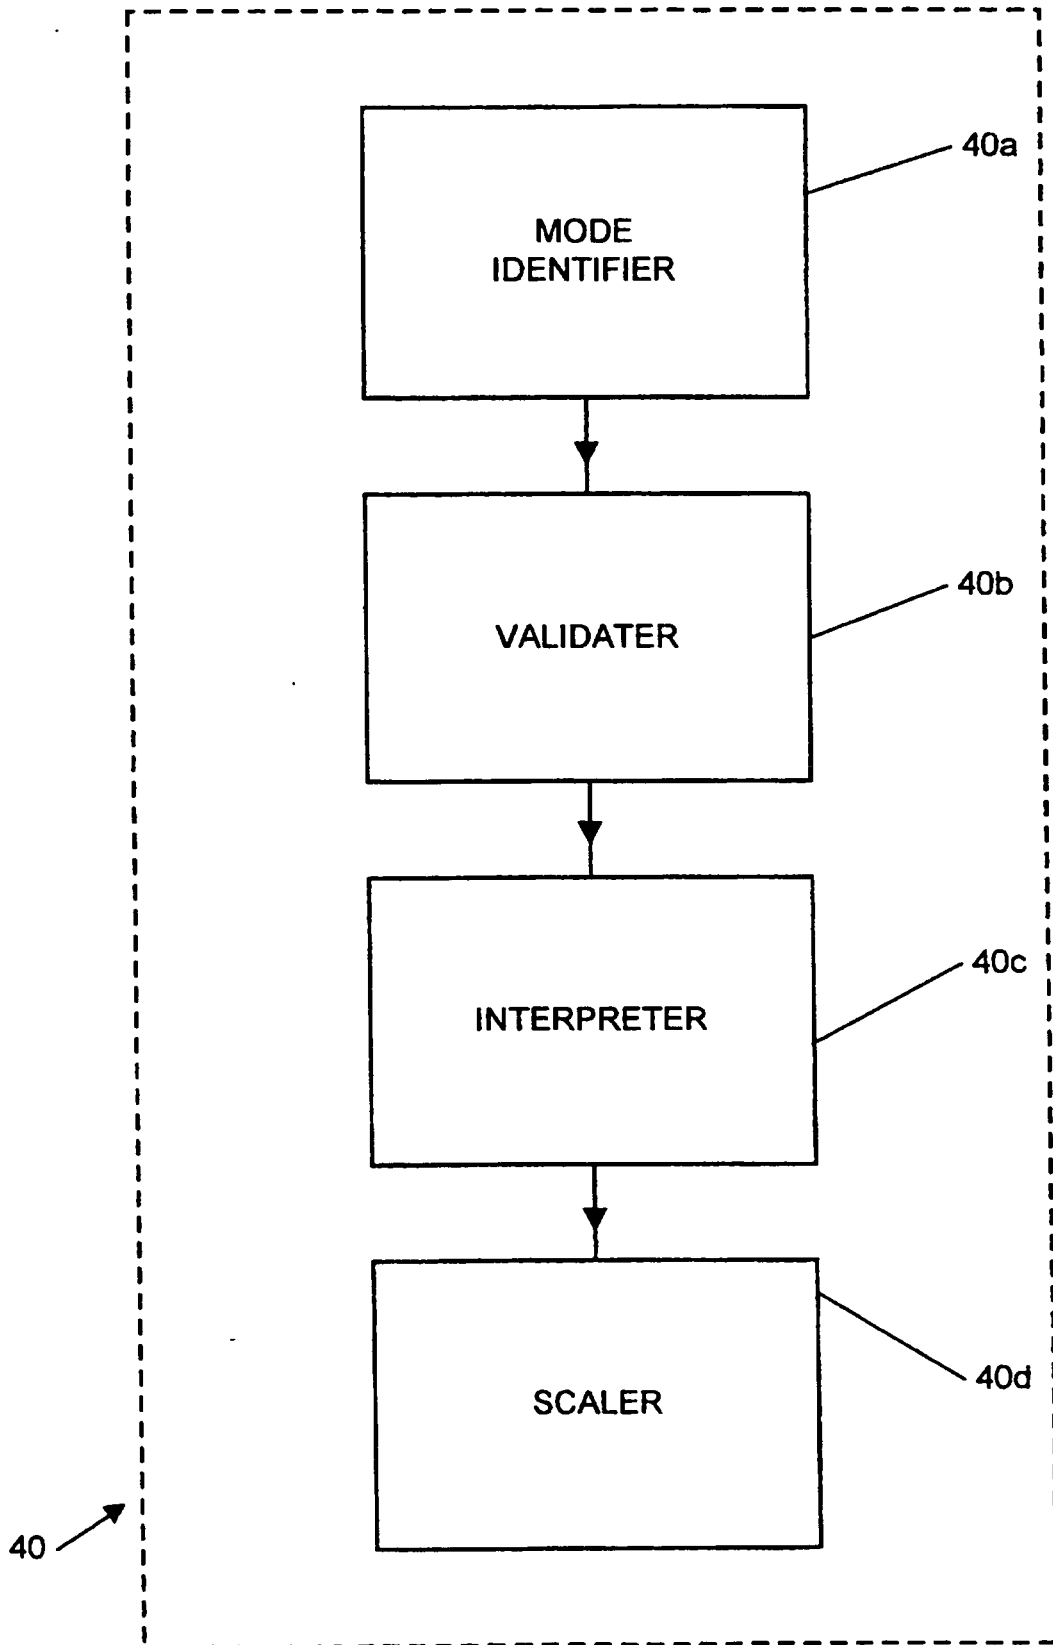 40a
MODE
IDENTIFIER
40b
VALIDATER
40c
INTERPRETER
40d
SCALER
40